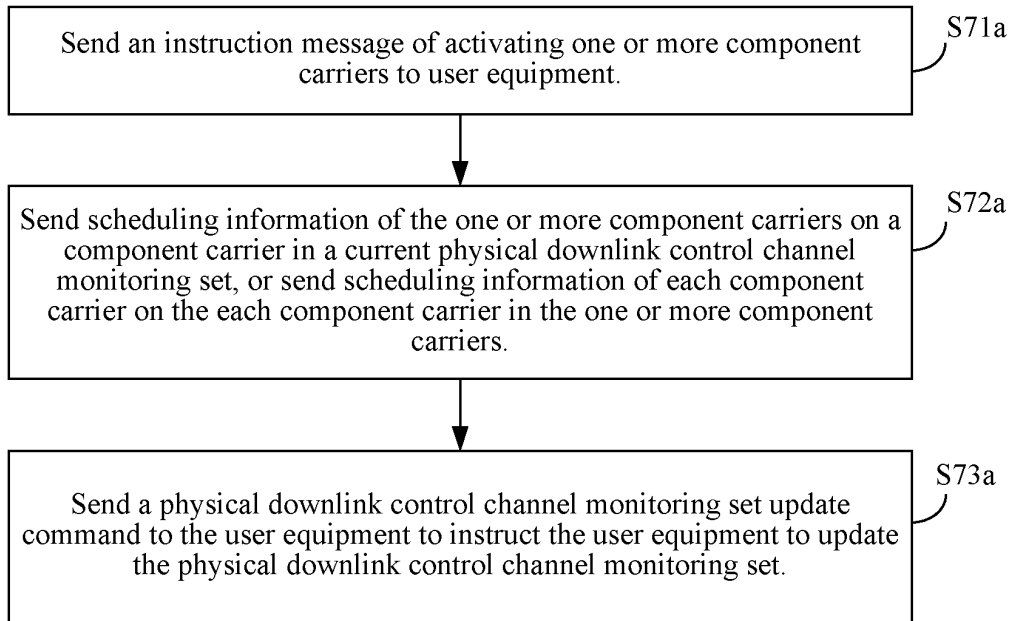 Send an instruction message of activating one or more component
carriers to user equipment.
S71a
Send scheduling information of the one or more component carriers on a
component carrier in a current physical downlink control channel
monitoring set, or send scheduling information of each component
carrier on the each component carrier in the one or more component
carriers.
S72a
Send a physical downlink control channel monitoring set update
command to the user equipment to instruct the user equipment to update
the physical downlink control channel monitoring set.
S73a